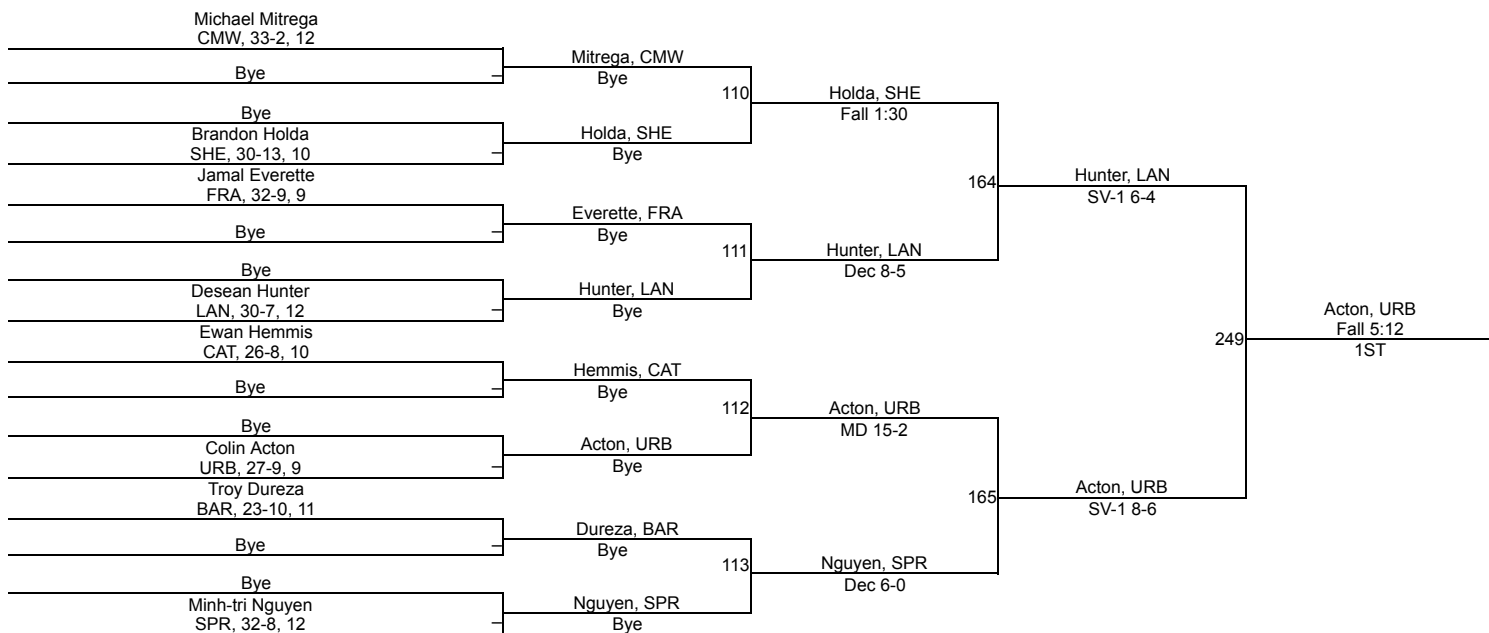 Michael Mitrega
CMW, 33-2, 12
Bye
Bye
Brandon Holda
SHE, 30-13, 10
Jamal Everette
FRA, 32-9, 9
Bye
Bye
Desean Hunter
LAN, 30-7, 12
Ewan Hemmis
CAT, 26-8, 10
Bye
Bye
Colin Acton
URB, 27-9, 9
Troy Dureza
BAR, 23-10, 11
Bye
Bye
Minh-tri Nguyen
SPR, 32-8, 12
Mitrega, CMW
Bye
Holda, SHE
Bye
Everette, FRA
Bye
Hunter, LAN
Bye
Hemmis, CAT
Bye
Acton, URB
Bye
Dureza, BAR
Bye
Nguyen, SPR
Bye
110
111
112
113
Holda, SHE
Fall 1:30
Hunter, LAN
Dec 8-5
Acton, URB
MD 15-2
Nguyen, SPR
Dec 6-0
164
165
Hunter, LAN
SV-1 6-4
Acton, URB
SV-1 8-6
249
Acton, URB
Fall 5:12
1ST